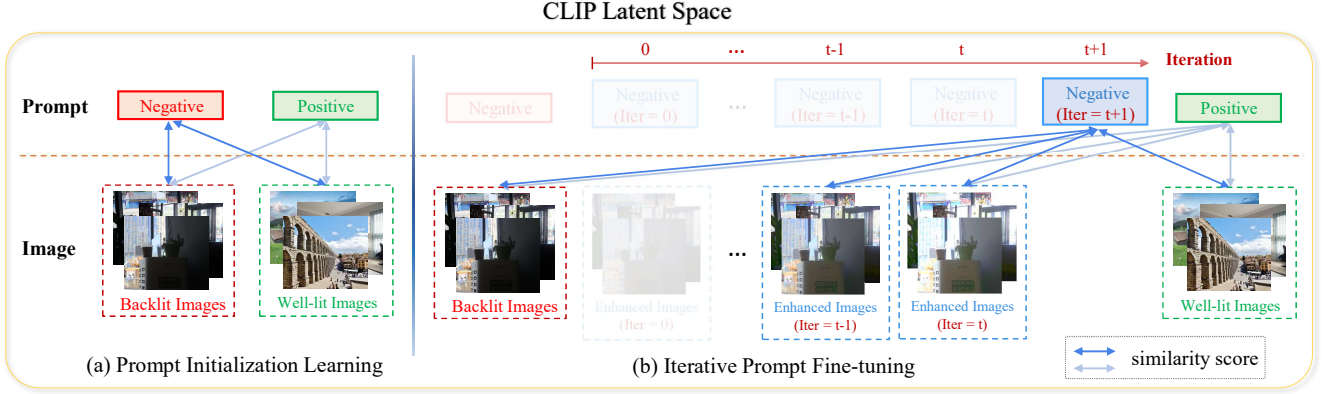 CLIP Latent Space
0 ... t-1 t t+1
Iteration
Prompt
Negative
Positive
Negative
Negative
(Iter = 0)
...
Negative
(Iter = t-1)
Negative
(Iter = t)
Negative
(Iter = t+1)
Positive
Image
Backlit Images
Well-lit Images
Backlit Images
Enhanced Images
(Iter = 0)
...
Enhanced Images
(Iter = t-1)
Enhanced Images
(Iter = t)
Well-lit Images
(a) Prompt Initialization Learning
(b) Iterative Prompt Fine-tuning
similarity score